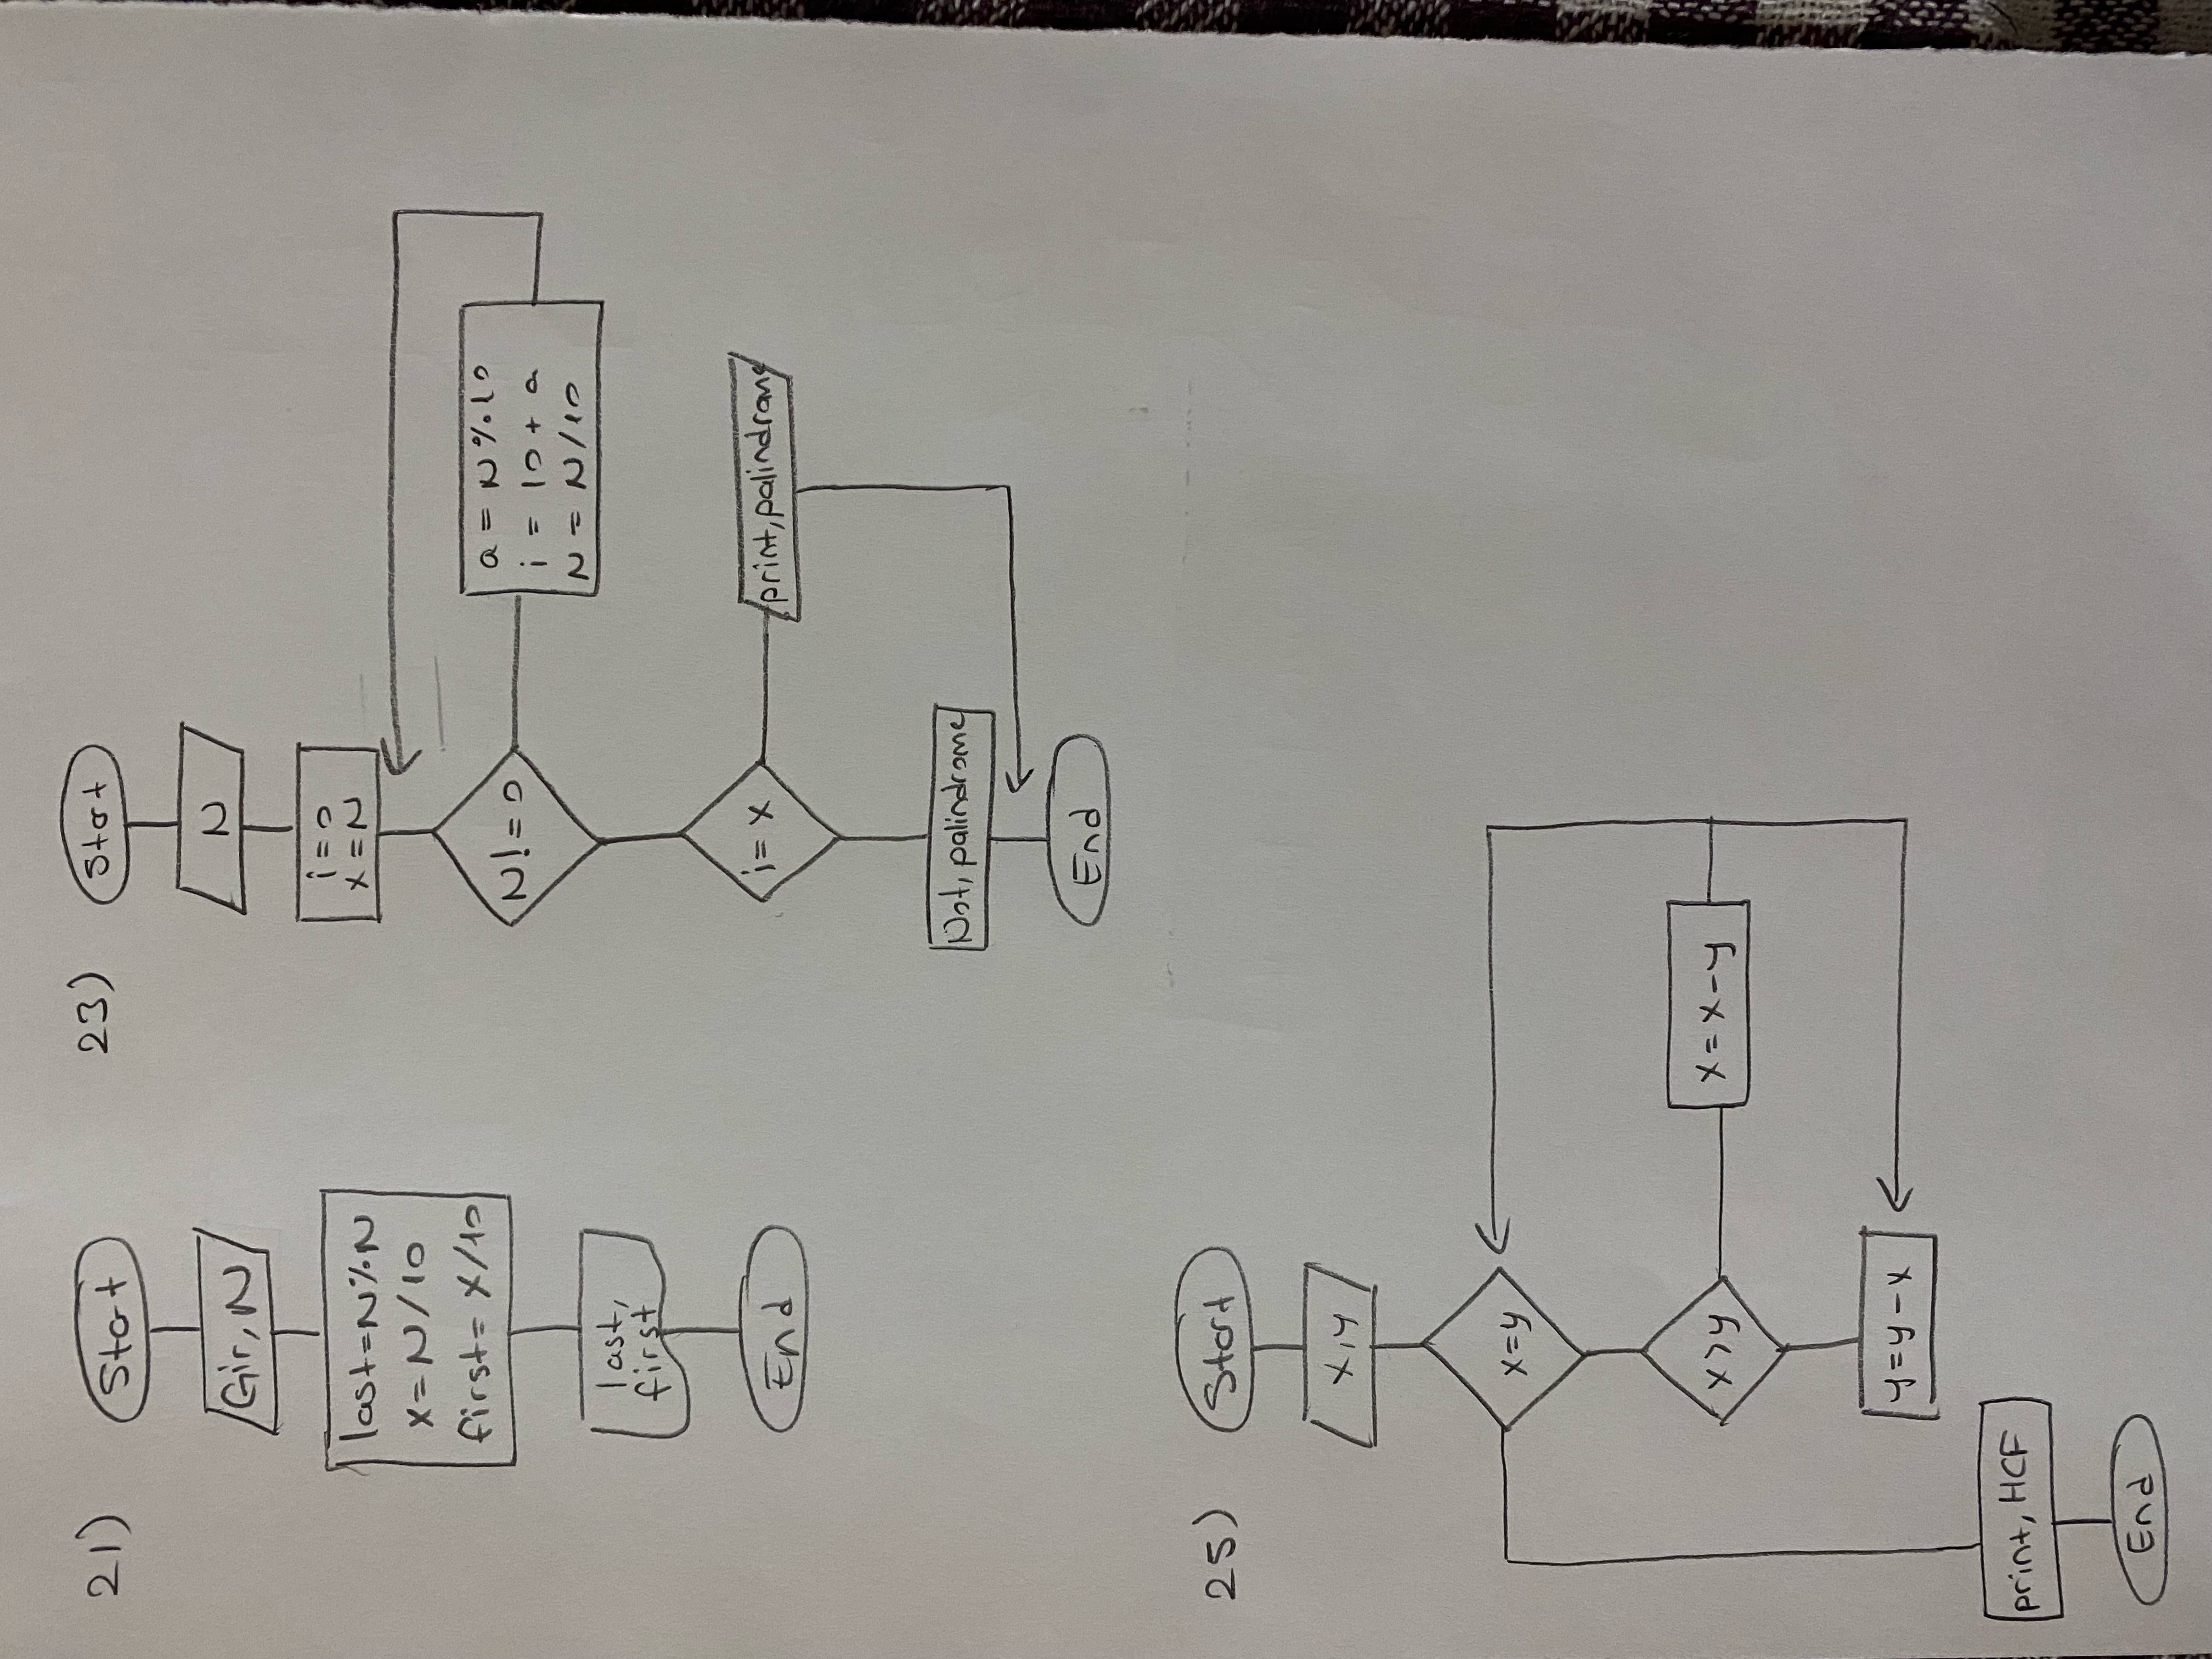 21)
Start
Gir, N
last=N%N
x=N/10
first= x/10
last,
first
End
23)
Start
N
i=0
x=N
N!=0
a = N%10
i = 10+a
N = N/10
i= x
print, palindrome
Not, palindrome
End
25)
Start
x,y
x=y
x>y
x=x-y
y=y-x
print, HCF
End